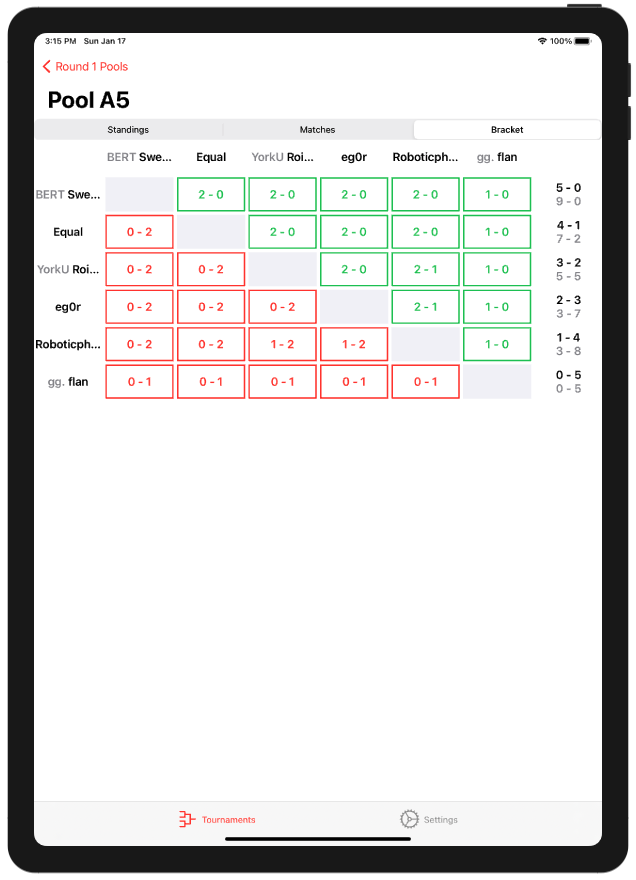 3:15 PM Sun Jan 17 100%
Round 1 Pools
Pool A5
Standings Matches Bracket
BERT Swe... Equal YorkU Roi... eg0r Roboticph... gg. flan
BERT Swe... 2 - 0 2 - 0 2 - 0 2 - 0 1 - 0 5 - 0
9 - 0
Equal 0 - 2 2 - 0 2 - 0 2 - 0 1 - 0 4 - 1
7 - 2
YorkU Roi... 0 - 2 0 - 2 2 - 0 2 - 1 1 - 0 3 - 2
5 - 5
eg0r 0 - 2 0 - 2 0 - 2 2 - 1 1 - 0 2 - 3
3 - 7
Roboticph... 0 - 2 0 - 2 1 - 2 1 - 2 1 - 0 1 - 4
3 - 8
gg. flan 0 - 1 0 - 1 0 - 1 0 - 1 0 - 1 0 - 5
0 - 5
Tournaments Settings